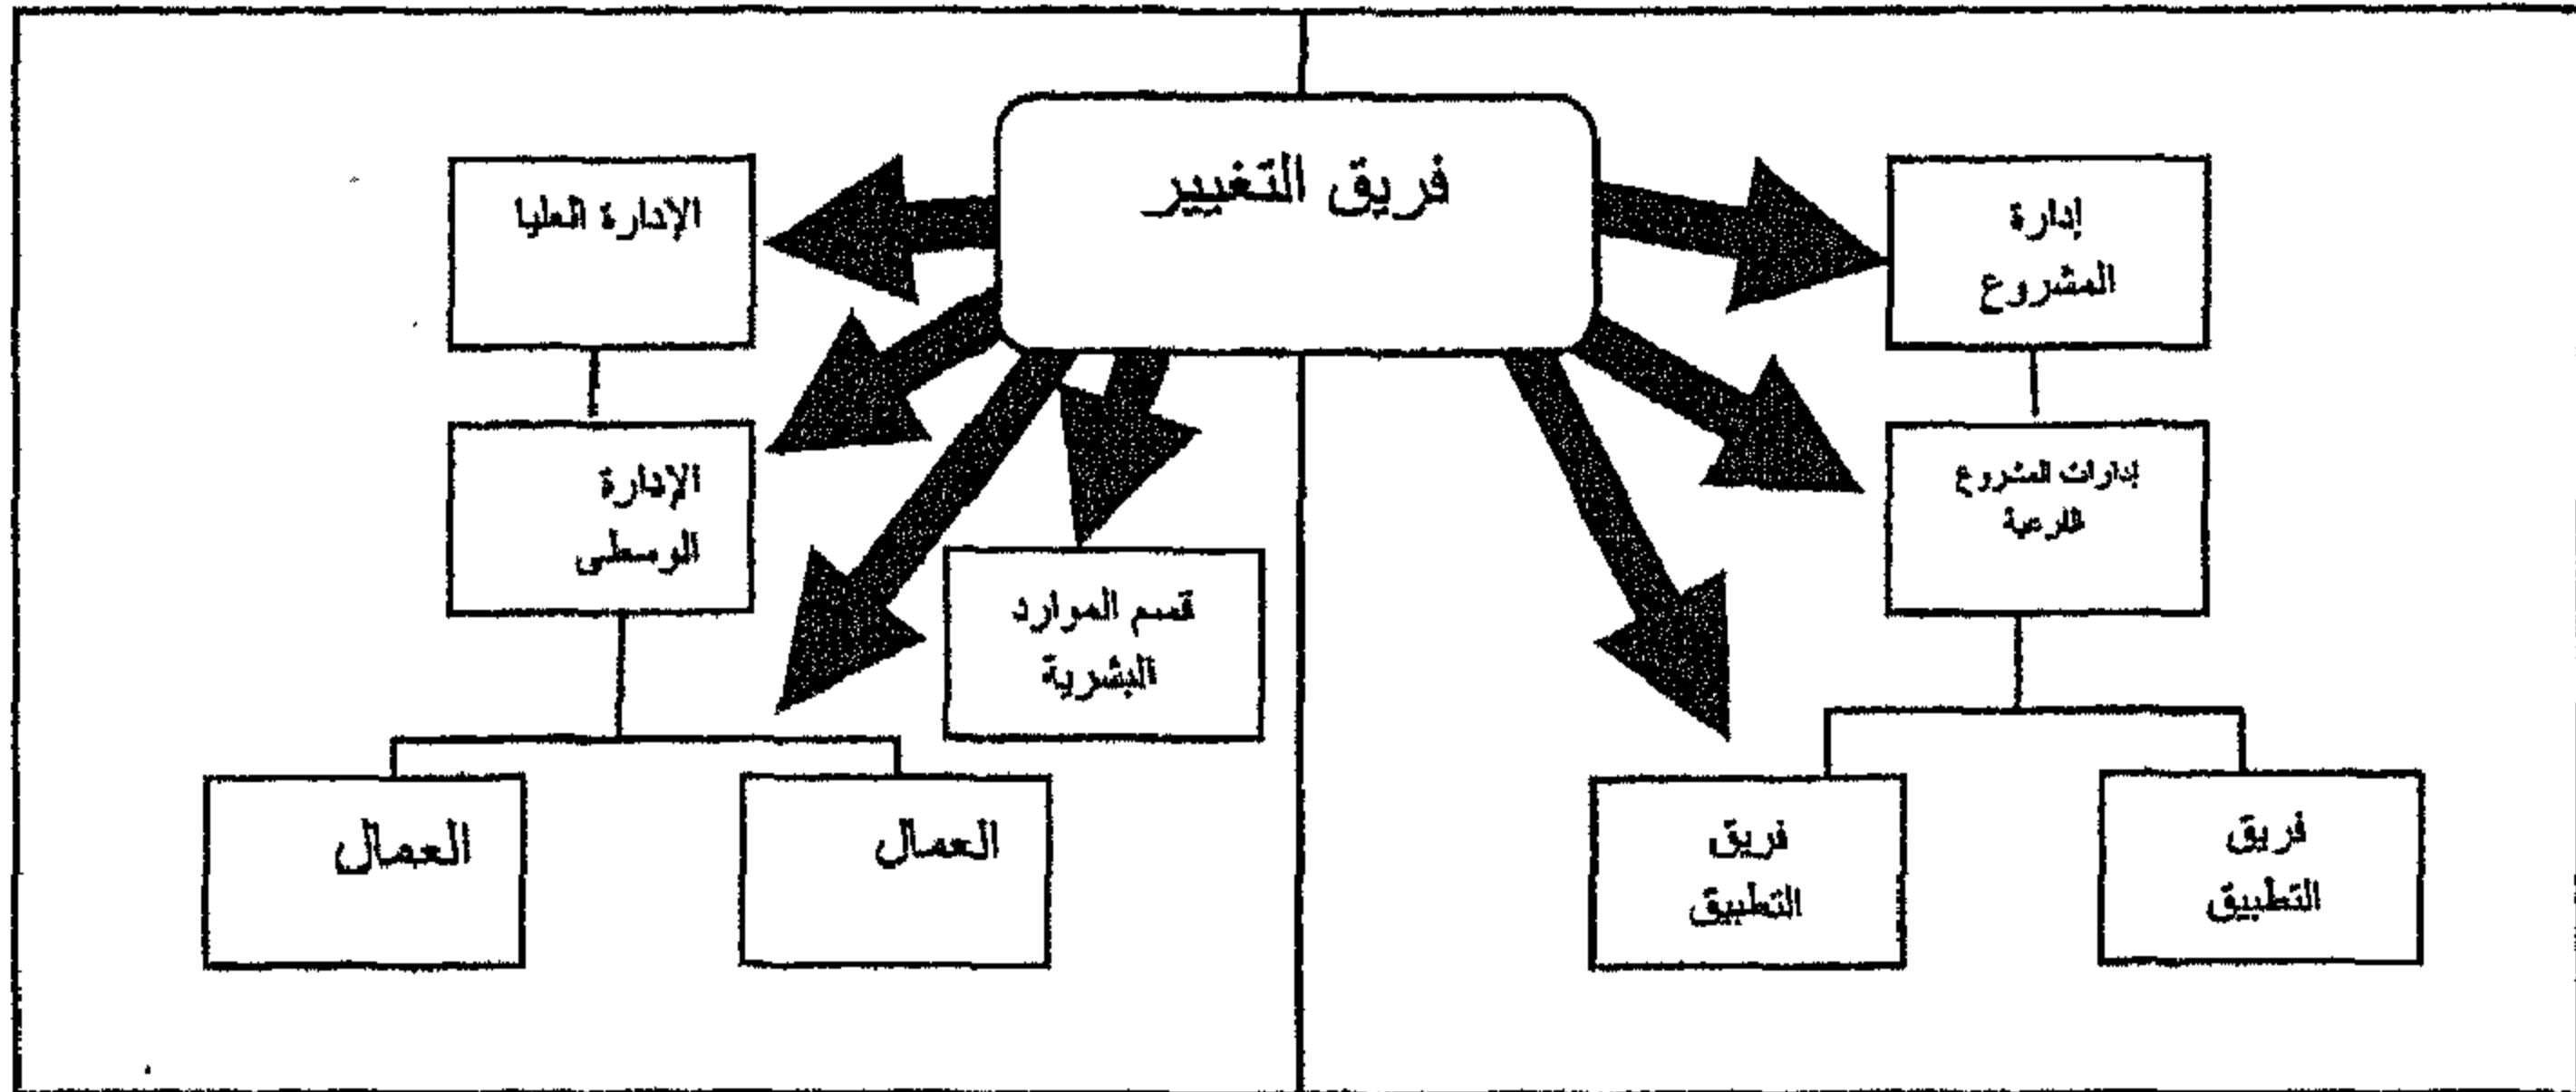 فريق التغيير
إدارة
المشروع
الإدارة العليا
إدارات المشروع
الفرعية
الإدارة
الوسطى
قسم الموارد
البشرية
فريق
التطبيق
فريق
التطبيق
العمال
العمال